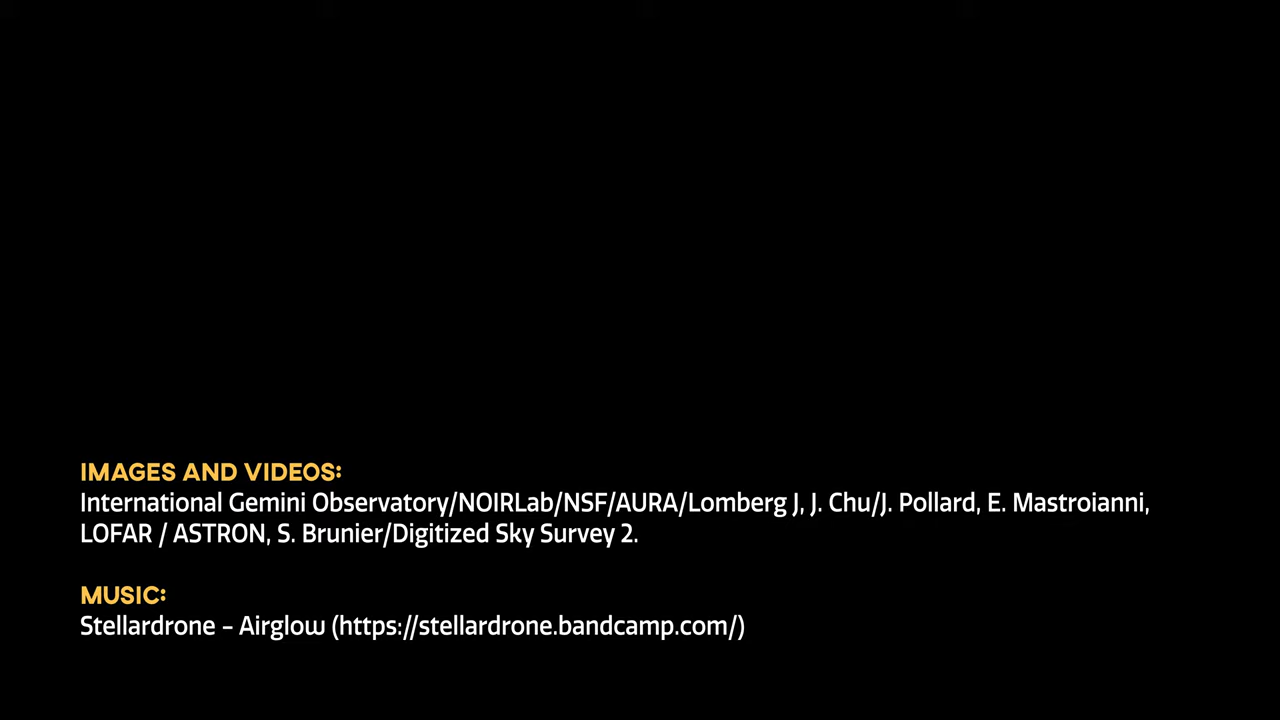 IMAGES AND VIDEOS:
International Gemini Observatory/NOIRLab/NSF/AURA/Lomberg J, J. Chu/J. Pollard, E. Mastroianni,
LOFAR / ASTRON, S. Brunier/Digitized Sky Survey 2.
MUSIC:
Stellardrone – Airglow (https://stellardrone.bandcamp.com/)